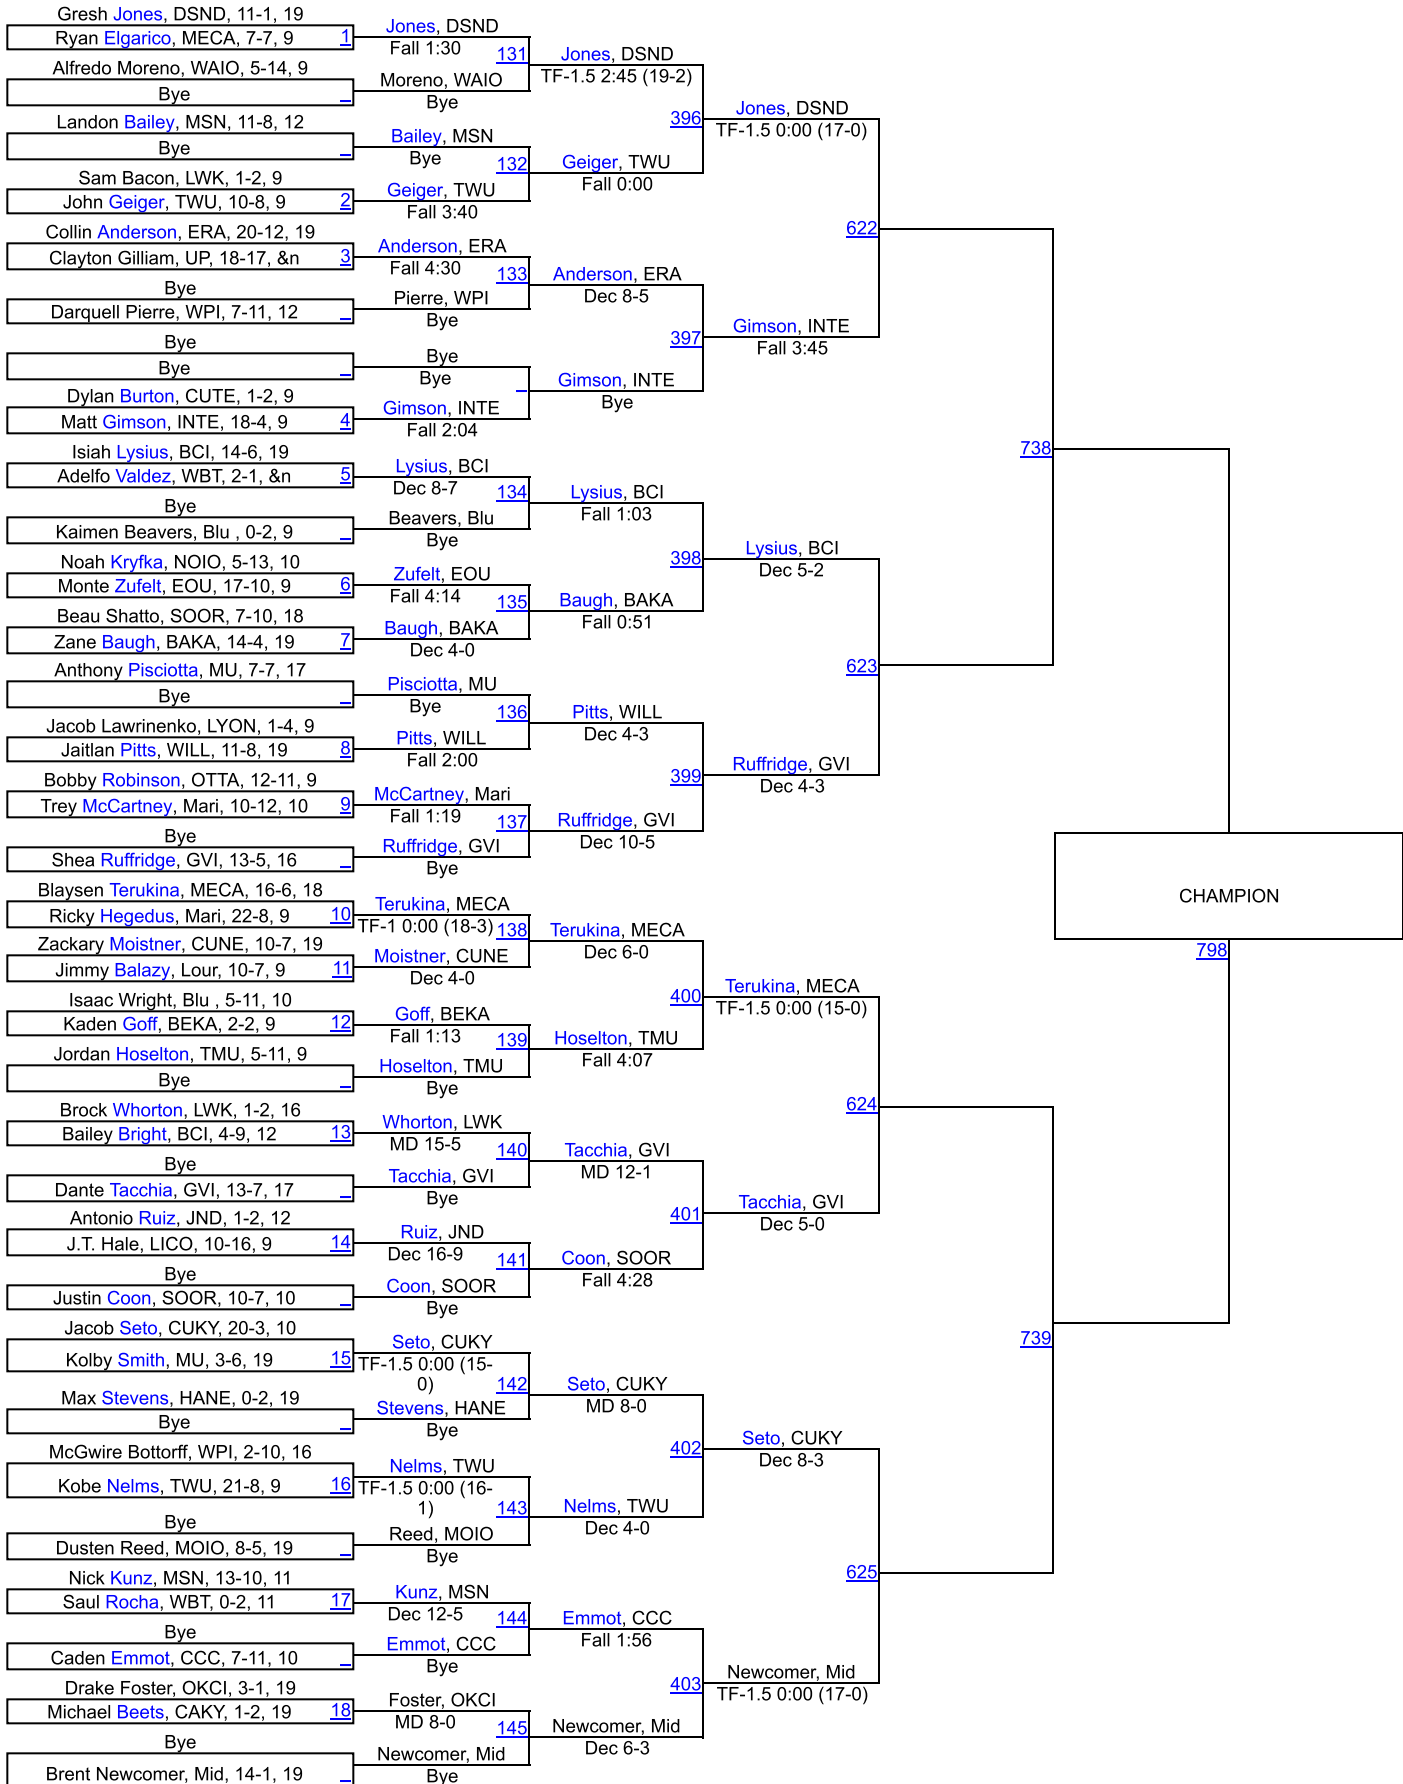 Gresh Jones, DSND, 11-1, 19
Ryan Elgarico, MECA, 7-7, 9 1
Alfredo Moreno, WAIO, 5-14, 9
Bye
Landon Bailey, MSN, 11-8, 12
Bye
Sam Bacon, LWK, 1-2, 9
John Geiger, TWU, 10-8, 9 2
Collin Anderson, ERA, 20-12, 19
Clayton Gilliam, UP, 18-17, &n 3
Bye
Darquell Pierre, WPI, 7-11, 12
Bye
Bye
Dylan Burton, CUTE, 1-2, 9
Matt Gimson, INTE, 18-4, 9 4
Isiah Lysius, BCI, 14-6, 19
Adelfo Valdez, WBT, 2-1, &n 5
Bye
Kaimen Beavers, Blu , 0-2, 9
Noah Kryfka, NOIO, 5-13, 10
Monte Zufelt, EOU, 17-10, 9 6
Beau Shatto, SOOR, 7-10, 18
Zane Baugh, BAKA, 14-4, 19 7
Anthony Pisciotta, MU, 7-7, 17
Bye
Jacob Lawrinenko, LYON, 1-4, 9
Jaitlan Pitts, WILL, 11-8, 19 8
Bobby Robinson, OTTA, 12-11, 9
Trey McCartney, Mari, 10-12, 10 9
Bye
Shea Ruffridge, GVI, 13-5, 16
Blaysen Terukina, MECA, 16-6, 18
Ricky Hegedus, Mari, 22-8, 9 10
Zackary Moistner, CUNE, 10-7, 19
Jimmy Balazy, Lour, 10-7, 9 11
Isaac Wright, Blu , 5-11, 10
Kaden Goff, BEKA, 2-2, 9 12
Jordan Hoselton, TMU, 5-11, 9
Bye
Brock Whorton, LWK, 1-2, 16
Bailey Bright, BCI, 4-9, 12 13
Bye
Dante Tacchia, GVI, 13-7, 17
Antonio Ruiz, JND, 1-2, 12
J.T. Hale, LICO, 10-16, 9 14
Bye
Justin Coon, SOOR, 10-7, 10
Jacob Seto, CUKY, 20-3, 10
Kolby Smith, MU, 3-6, 19 15
Max Stevens, HANE, 0-2, 19
Bye
McGwire Bottorff, WPI, 2-10, 16
Kobe Nelms, TWU, 21-8, 9 16
Bye
Dusten Reed, MOIO, 8-5, 19
Nick Kunz, MSN, 13-10, 11
Saul Rocha, WBT, 0-2, 11 17
Bye
Caden Emmot, CCC, 7-11, 10
Drake Foster, OKCI, 3-1, 19
Michael Beets, CAKY, 1-2, 19 18
Bye
Brent Newcomer, Mid, 14-1, 19
Jones, DSND
Fall 1:30
131
Moreno, WAIO
Bye
Bailey, MSN
Bye
132
Geiger, TWU
Fall 3:40
Anderson, ERA
Fall 4:30
133
Pierre, WPI
Bye
Bye
Bye
Gimson, INTE
Fall 2:04
Lysius, BCI
Dec 8-7
134
Beavers, Blu
Bye
Zufelt, EOU
Fall 4:14
135
Baugh, BAKA
Dec 4-0
Pisciotta, MU
Bye
136
Pitts, WILL
Fall 2:00
McCartney, Mari
Fall 1:19
137
Ruffridge, GVI
Bye
Terukina, MECA
TF-1 0:00 (18-3)
138
Moistner, CUNE
Dec 4-0
Goff, BEKA
Fall 1:13
139
Hoselton, TMU
Bye
Whorton, LWK
MD 15-5
140
Tacchia, GVI
Bye
Ruiz, JND
Dec 16-9
141
Coon, SOOR
Bye
Seto, CUKY
TF-1.5 0:00 (15-
0)
142
Stevens, HANE
Bye
Nelms, TWU
TF-1.5 0:00 (16-
1)
143
Reed, MOIO
Bye
Kunz, MSN
Dec 12-5
144
Emmot, CCC
Bye
Foster, OKCI
MD 8-0
145
Newcomer, Mid
Bye
Jones, DSND
TF-1.5 2:45 (19-2)
396
Geiger, TWU
Fall 0:00
Anderson, ERA
Dec 8-5
397
Gimson, INTE
Bye
Lysius, BCI
Fall 1:03
398
Baugh, BAKA
Fall 0:51
Pitts, WILL
Dec 4-3
399
Ruffridge, GVI
Dec 10-5
Terukina, MECA
Dec 6-0
400
Hoselton, TMU
Fall 4:07
Tacchia, GVI
MD 12-1
401
Coon, SOOR
Fall 4:28
Seto, CUKY
MD 8-0
402
Nelms, TWU
Dec 4-0
Emmot, CCC
Fall 1:56
403
Newcomer, Mid
Dec 6-3
Jones, DSND
TF-1.5 0:00 (17-0)
622
Gimson, INTE
Fall 3:45
Lysius, BCI
Dec 5-2
623
Ruffridge, GVI
Dec 4-3
Terukina, MECA
TF-1.5 0:00 (15-0)
624
Tacchia, GVI
Dec 5-0
Seto, CUKY
Dec 8-3
625
Newcomer, Mid
TF-1.5 0:00 (17-0)
738
739
CHAMPION
798